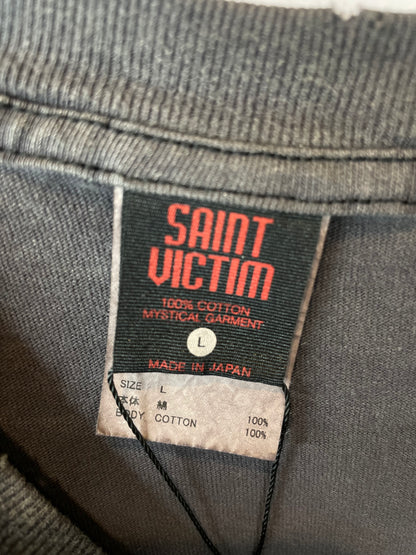 SAINT
VICTIM
100% COTTON
MYSTICAL GARMENT
L
MADE IN JAPAN
SIZE L
本体 綿 100%
BODY COTTON 100%